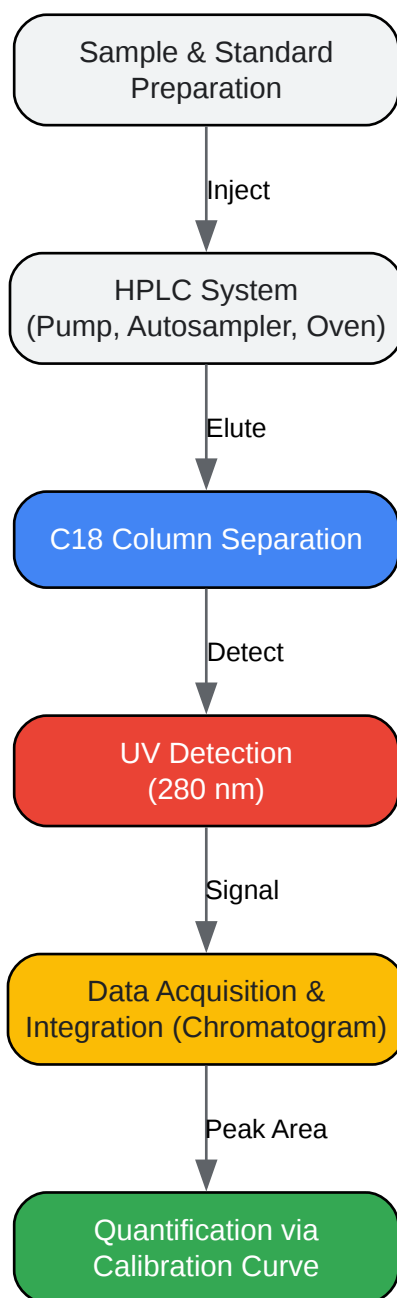 Sample & Standard
Preparation
Inject
HPLC System
(Pump, Autosampler, Oven)
Elute
C18 Column Separation
Detect
UV Detection
(280 nm)
Signal
Data Acquisition &
Integration (Chromatogram)
Peak Area
Quantification via
Calibration Curve